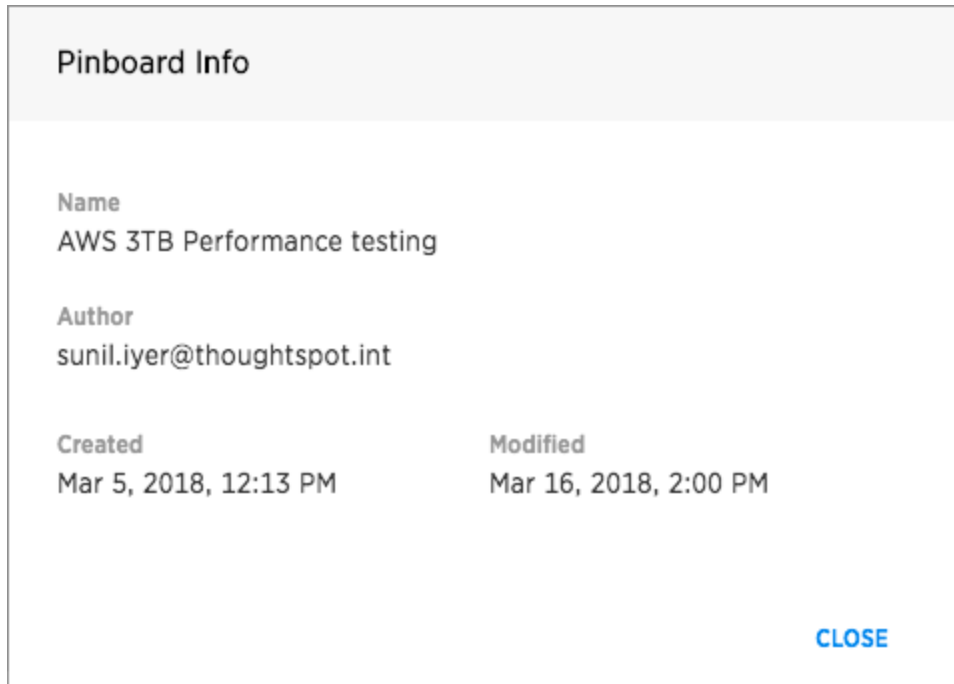 Pinboard Info
Name
AWS 3TB Performance testing
Author
sunil.iyer@thoughtspot.int
Created
Mar 5, 2018, 12:13 PM
Modified
Mar 16, 2018, 2:00 PM
CLOSE